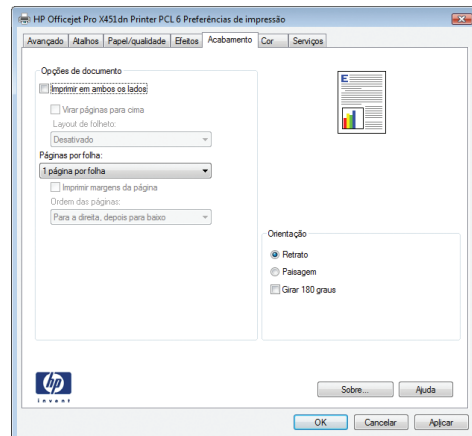 HP Officejet Pro X451dn Printer PCL 6 Preferências de impressão
Avançado Atalhos Papel/qualidade Efeitos Acabamento Cor Serviços
Opções de documento
Imprimir em ambos os lados
Virar páginas para cima
Layout de folheto:
Desativado
Páginas por folha:
1 página por folha
Imprimir margens da página
Ordem das páginas:
Para a direita, depois para baixo
E
Orientação
Retrato
Paisagem
Girar 180 graus
hp
invent
Sobre... Ajuda
OK Cancelar Aplicar